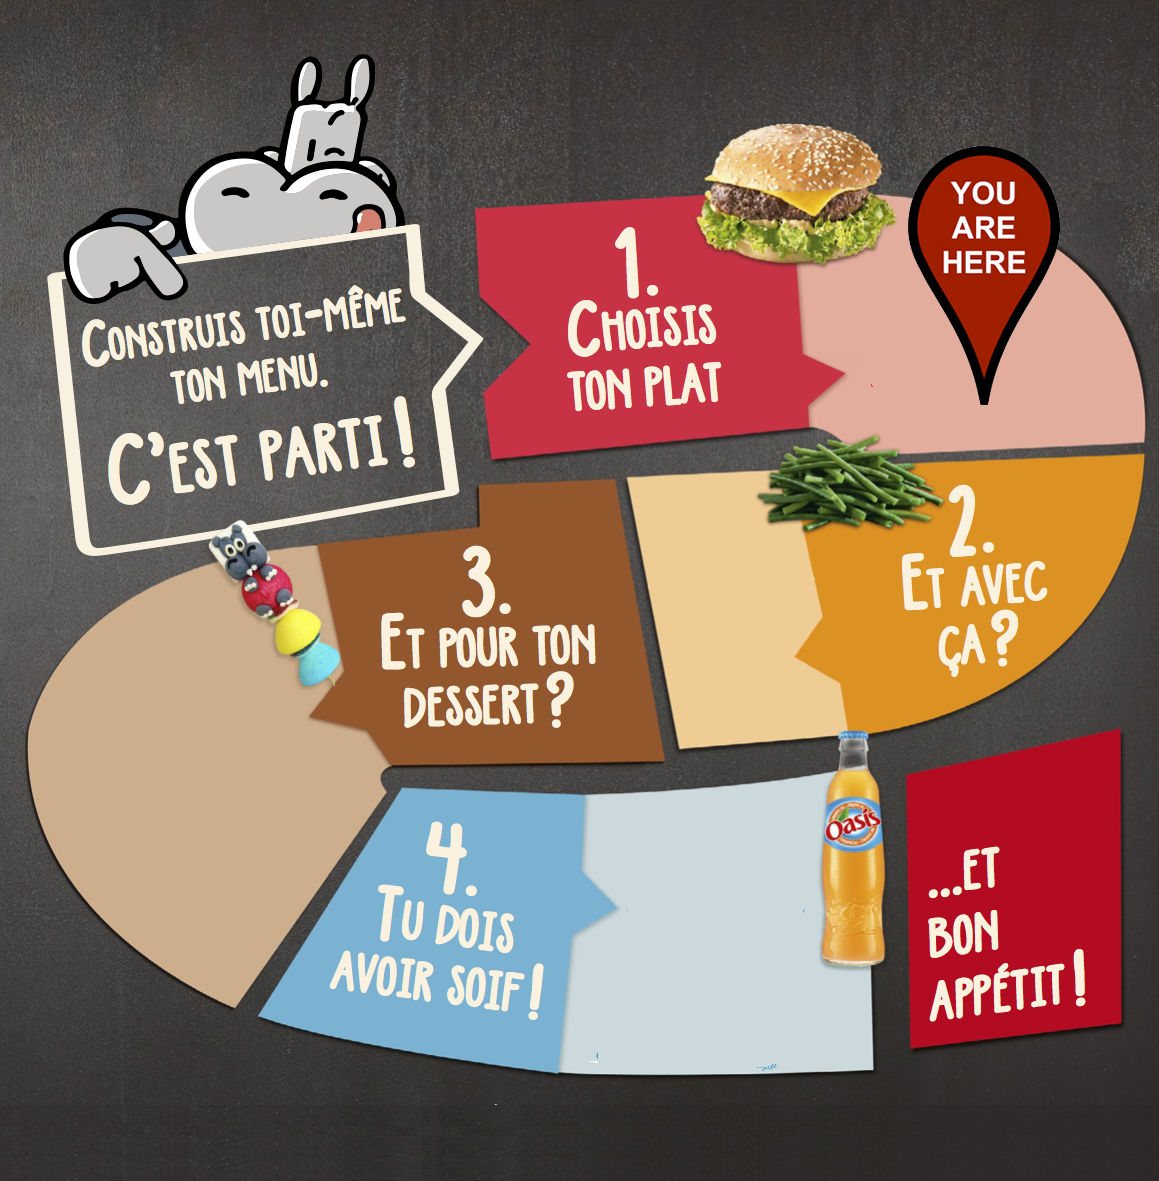 CONSTRUIS TOI-MÊME
TON MENU.
C'EST PARTI!
1.
CHOISIS
TON PLAT
YOU
ARE
HERE
2.
ET AVEC
ÇA?
3.
ET POUR TON
DESSERT?
4.
TU DOIS
AVOIR SOIF!
Oasis
...ET
BON
APPÉTIT!